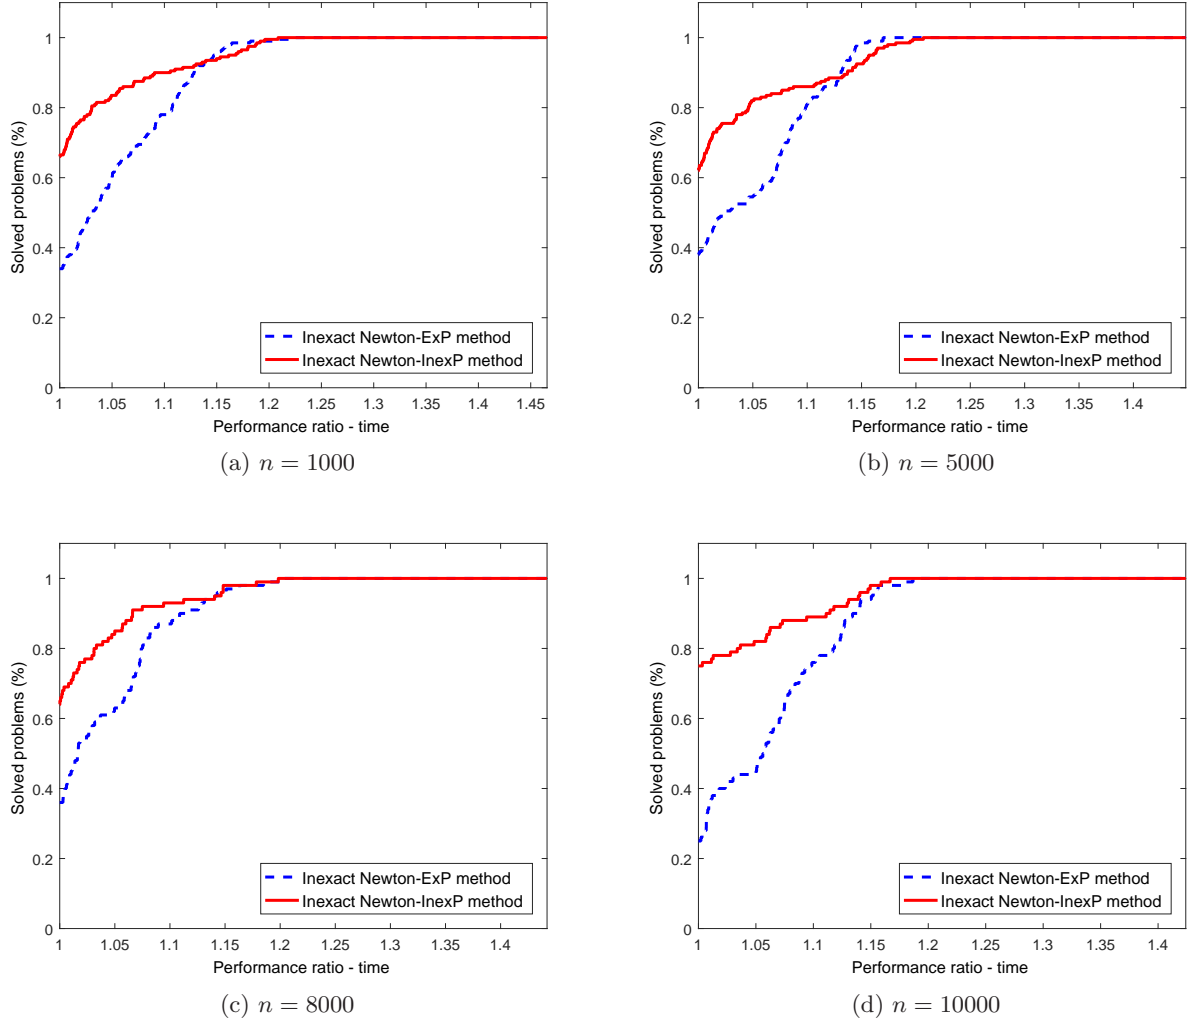 Solved problems (%)
1
0.8
0.6
0.4
0.2
0
Inexact Newton-ExP method
Inexact Newton-InexP method
1 1.05 1.1 1.15 1.2 1.25 1.3 1.35 1.4 1.45
Performance ratio - time
(a) n = 1000
Solved problems (%)
1
0.8
0.6
0.4
0.2
0
Inexact Newton-ExP method
Inexact Newton-InexP method
1 1.05 1.1 1.15 1.2 1.25 1.3 1.35 1.4
Performance ratio - time
(b) n = 5000
Solved problems (%)
1
0.8
0.6
0.4
0.2
0
Inexact Newton-ExP method
Inexact Newton-InexP method
1 1.05 1.1 1.15 1.2 1.25 1.3 1.35 1.4
Performance ratio - time
(c) n = 8000
Solved problems (%)
1
0.8
0.6
0.4
0.2
0
Inexact Newton-ExP method
Inexact Newton-InexP method
1 1.05 1.1 1.15 1.2 1.25 1.3 1.35 1.4
Performance ratio - time
(d) n = 10000